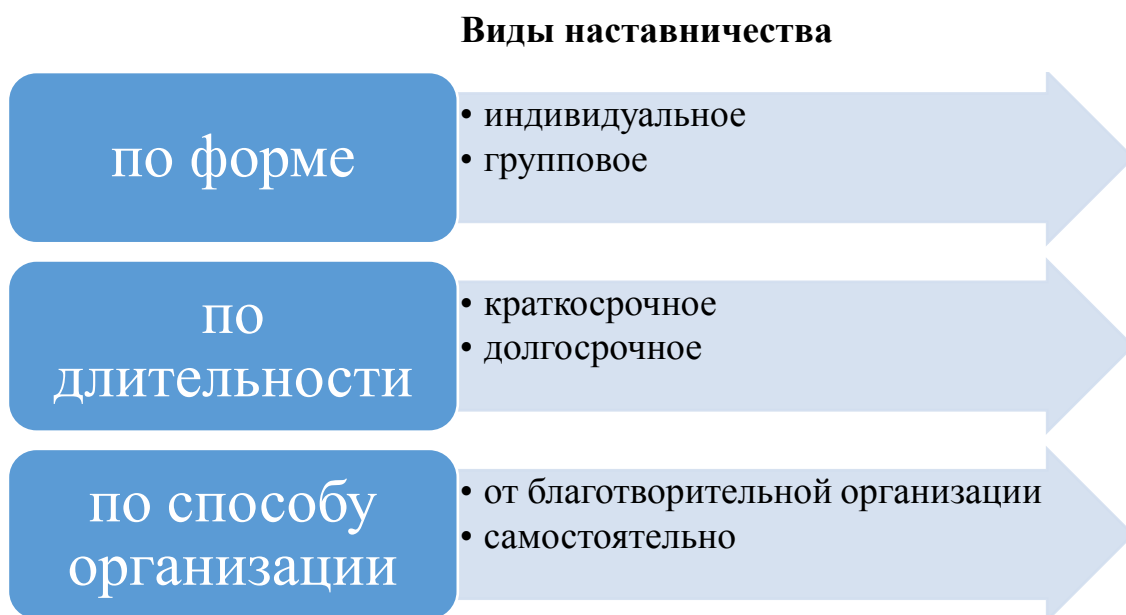 Виды наставничества
по форме
• индивидуальное
• групповое
по
длительности
• краткосрочное
• долгосрочное
по способу
организации
• от благотворительной организации
• самостоятельно